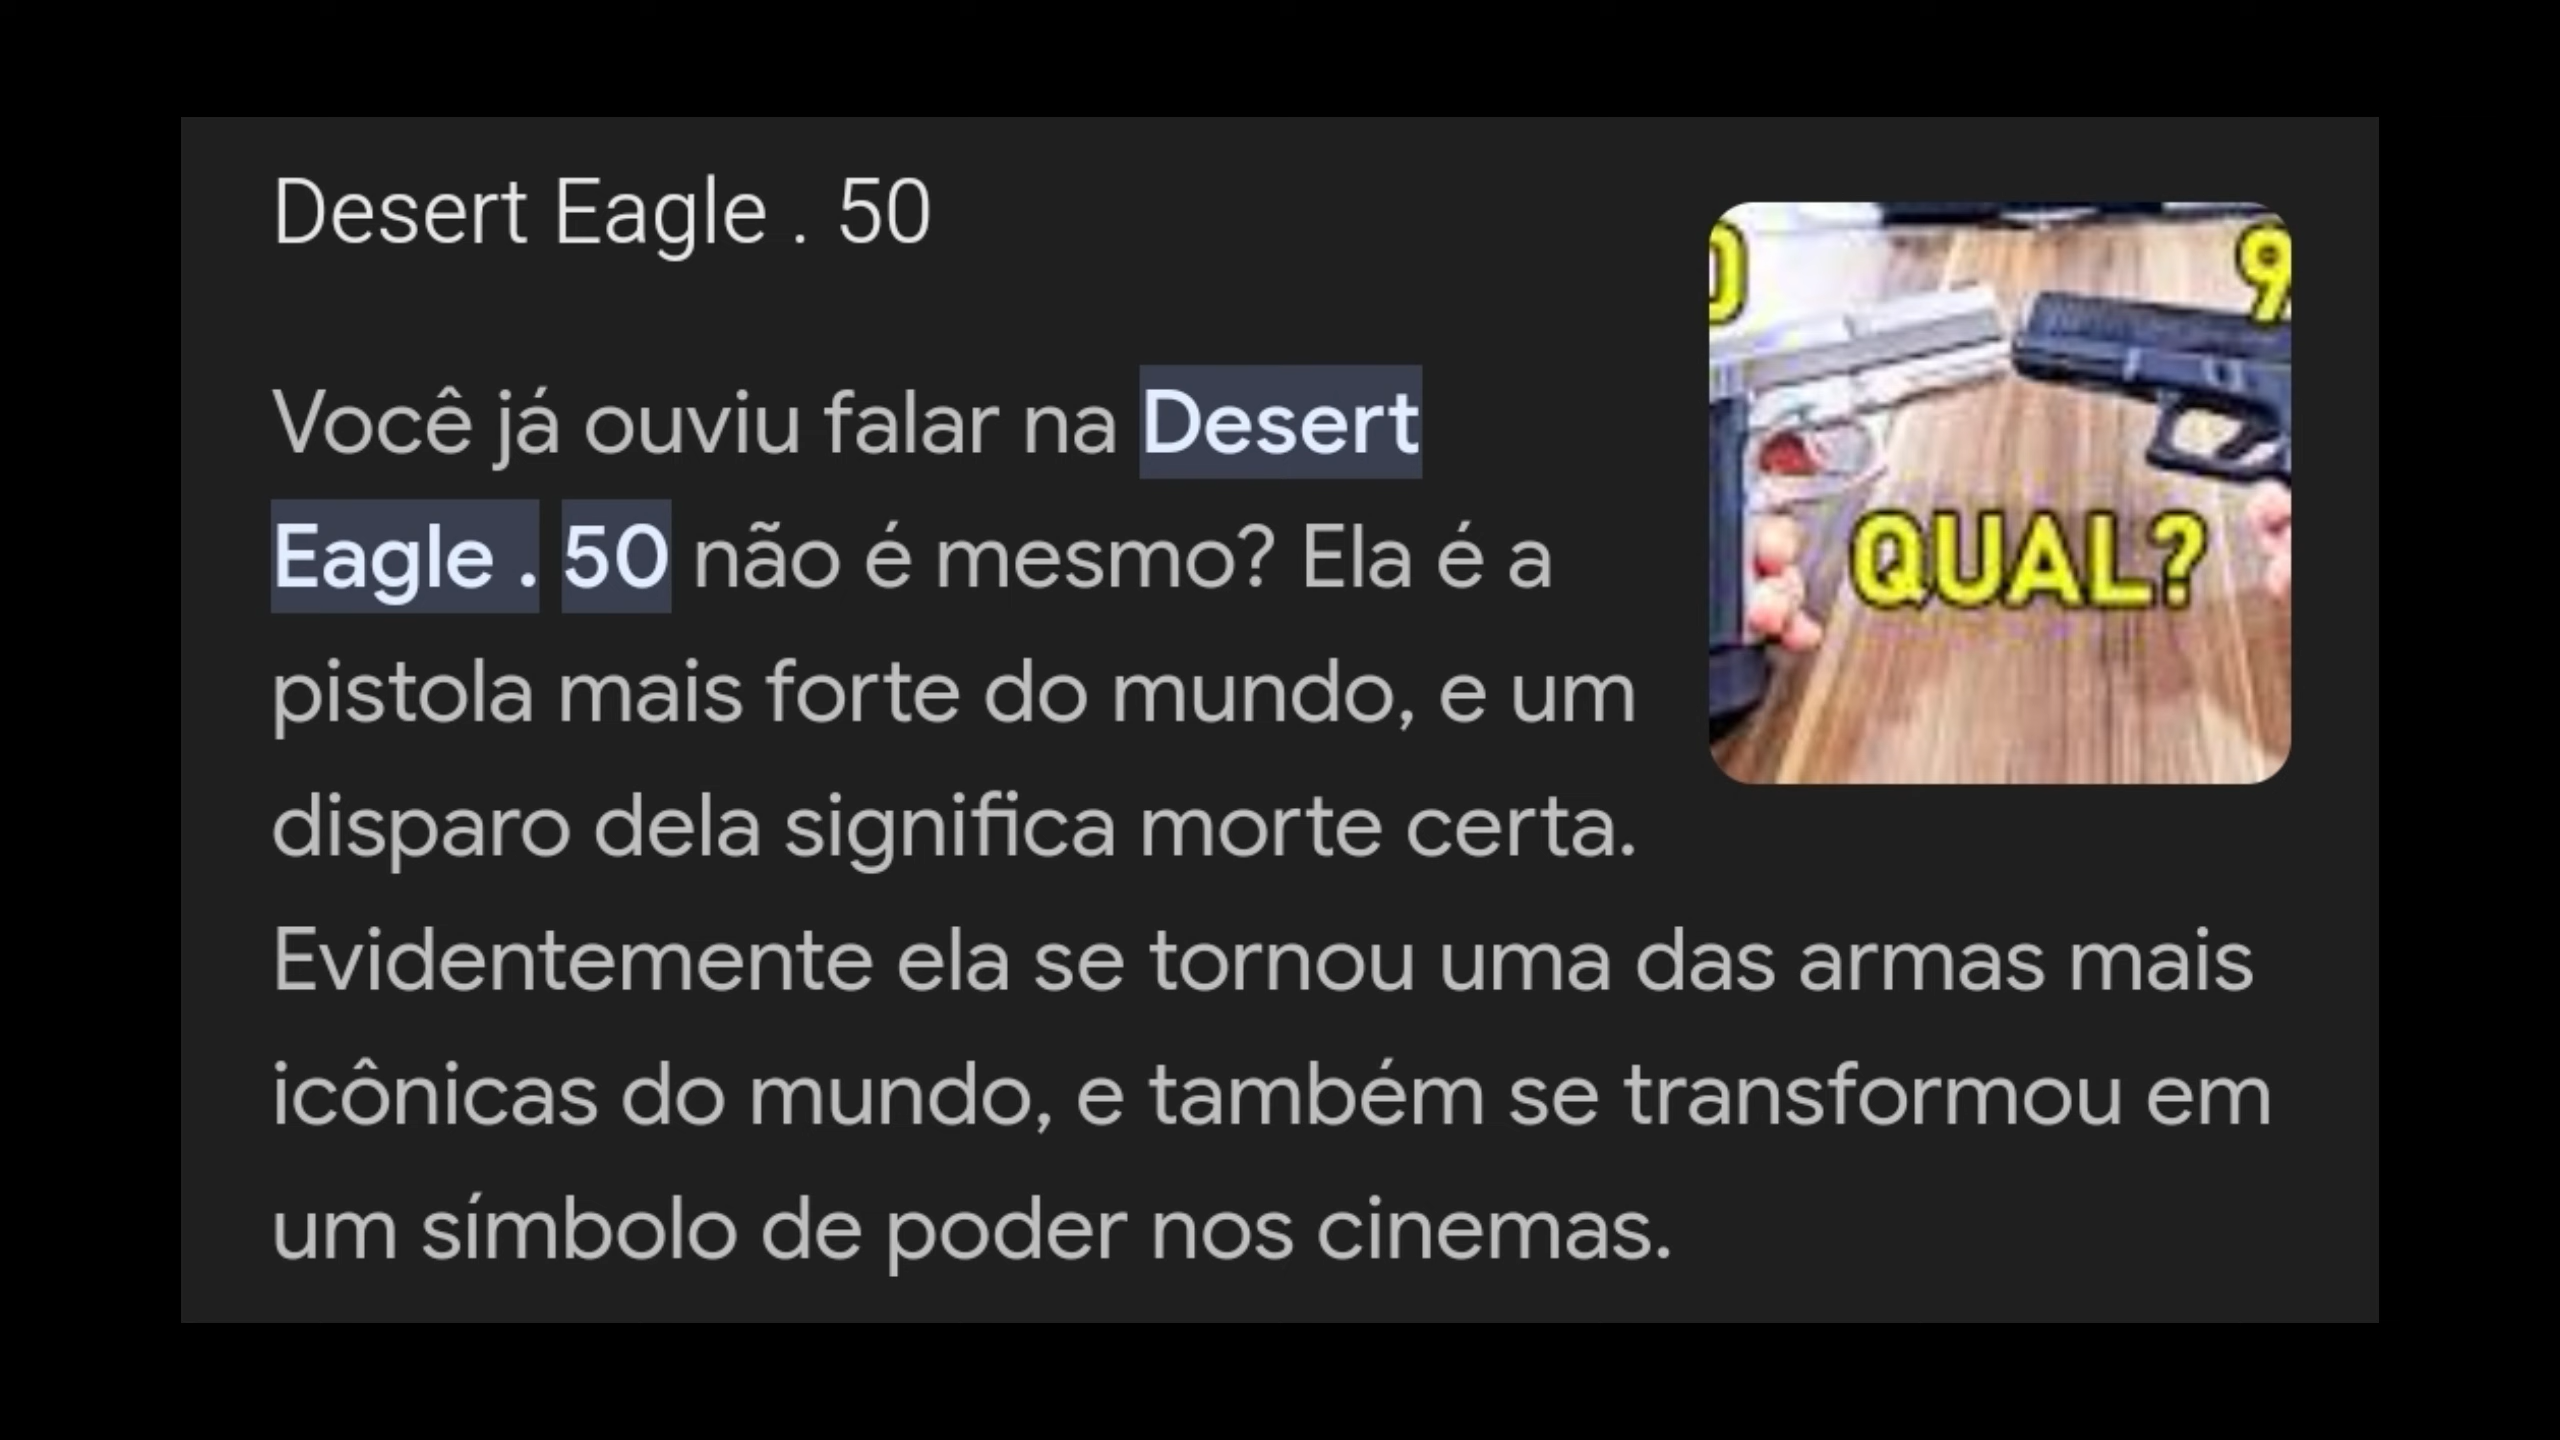 Desert Eagle . 50
Você já ouviu falar na Desert
Eagle . 50 não é mesmo? Ela é a
pistola mais forte do mundo, e um
disparo dela significa morte certa.
Evidentemente ela se tornou uma das armas mais
icônicas do mundo, e também se transformou em
um símbolo de poder nos cinemas.
0
9
QUAL?